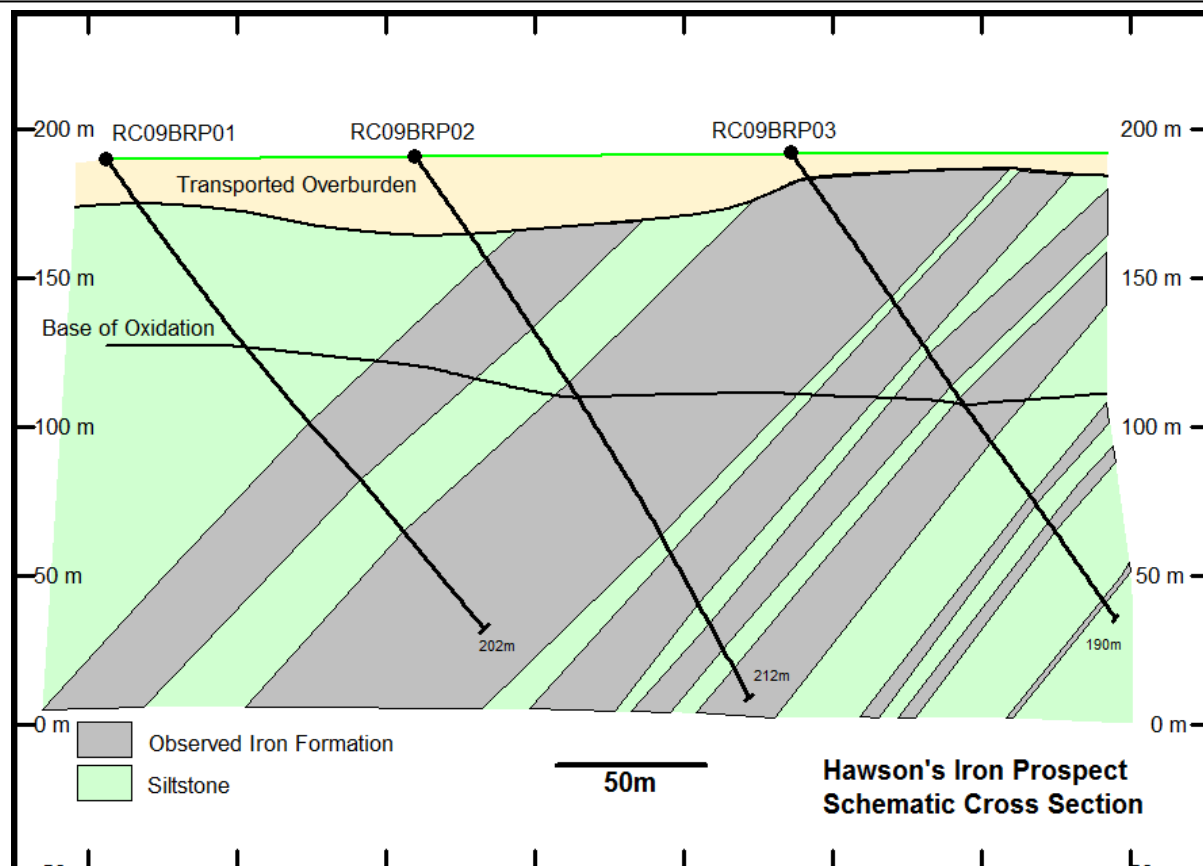 200 m
RC09BRP01
RC09BRP02
RC09BRP03
200 m
Transported Overburden
150 m
150 m
Base of Oxidation
100 m
100 m
50 m
50 m
202m
190m
212m
0 m
0 m
Observed Iron Formation
Siltstone
50m
Hawson's Iron Prospect
Schematic Cross Section